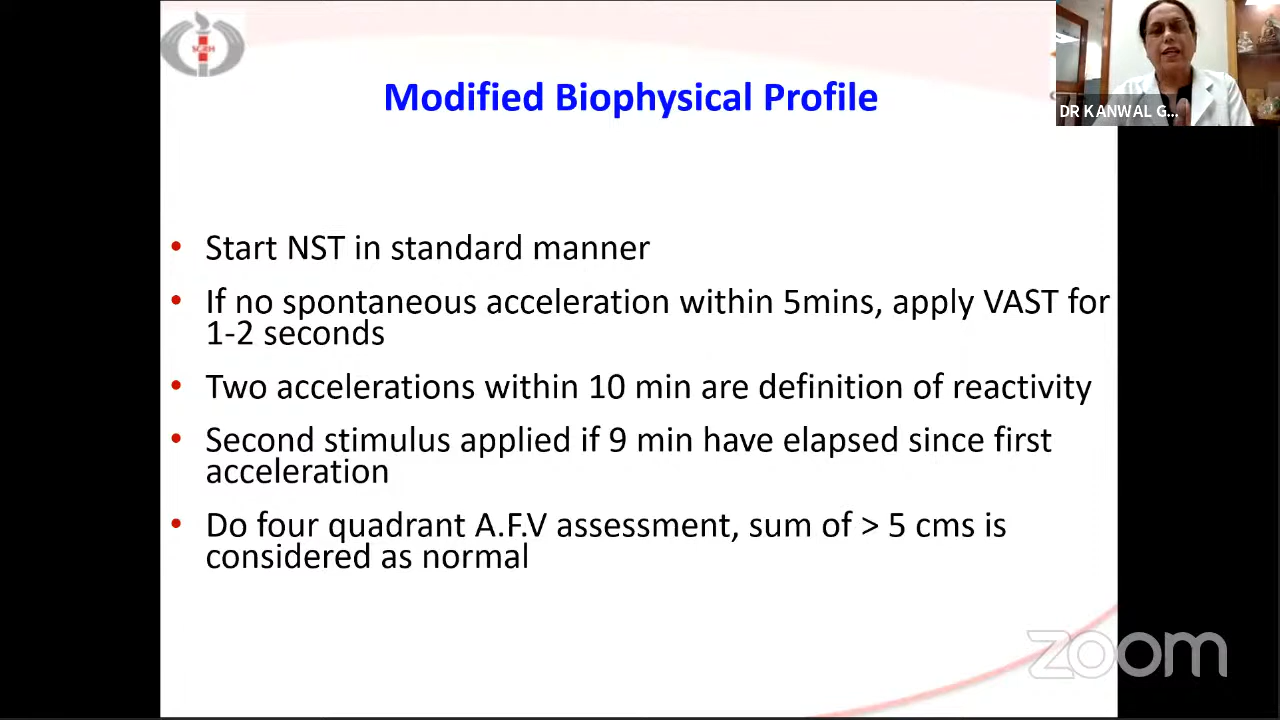 SGRH
Modified Biophysical Profile
DR KANWAL G...
• Start NST in standard manner
• If no spontaneous acceleration within 5mins, apply VAST for
1-2 seconds
• Two accelerations within 10 min are definition of reactivity
• Second stimulus applied if 9 min have elapsed since first
acceleration
• Do four quadrant A.F.V assessment, sum of > 5 cms is
considered as normal
zoom